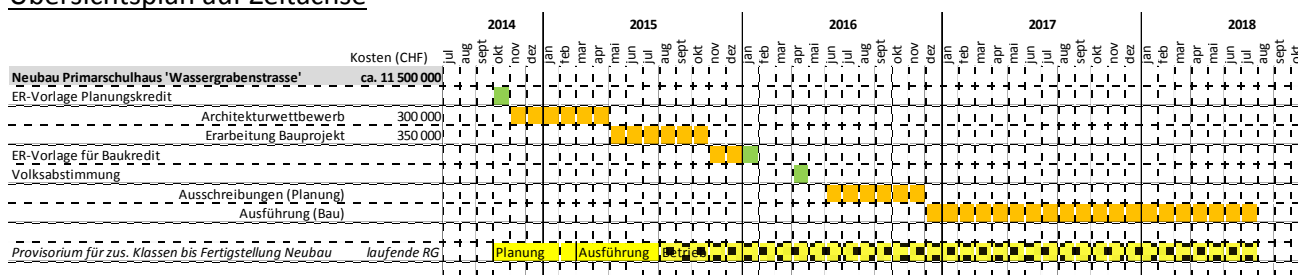 Übersichtsplan auf Zeitachse
2014 2015 2016 2017 2018
Kosten (CHF) jul aug sept okt nov dez jan feb mar apr mai jun jul aug sept okt nov dez jan feb mar apr mai jun jul aug sept okt nov dez jan feb mar apr mai jun jul aug sept okt nov dez jan feb mar apr mai jun jul aug sept okt
Neubau Primarschulhaus 'Wassergrabenstrasse' ca. 11 500 000
ER-Vorlage Planungskredit
Architekturwettbewerb 300 000
Erarbeitung Bauprojekt 350 000
ER-Vorlage für Baukredit
Volksabstimmung
Ausschreibungen (Planung)
Ausführung (Bau)
Provisorium für zus. Klassen bis Fertigstellung Neubau laufende RG Planung Ausführung Betrieb